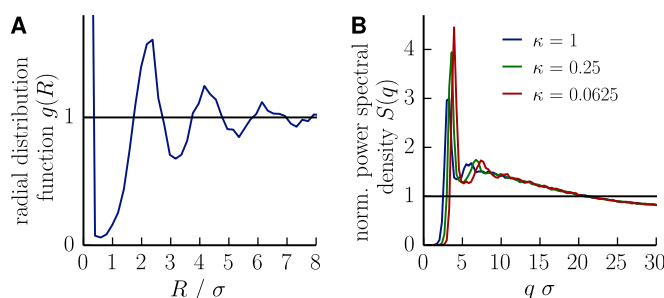 A
radial distribution
function g(R)
1
0
0 1 2 3 4 5 6 7 8
R / σ
B
norm. power spectral
density S(q)
4
3
2
1
0
0 5 10 15 20 25 30
q σ
κ = 1
κ = 0.25
κ = 0.0625